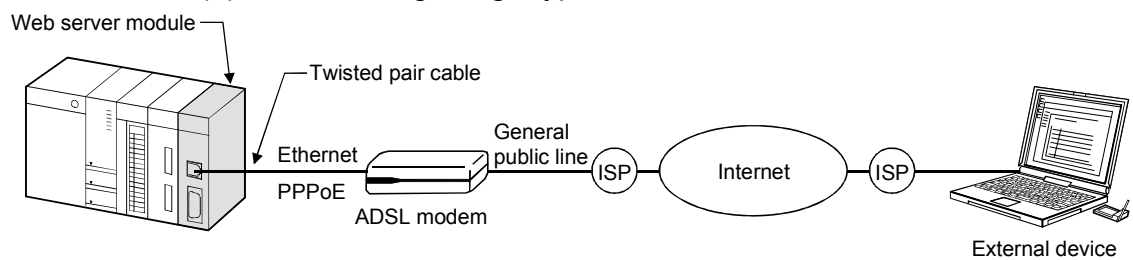 Web server module
Twisted pair cable
Ethernet
PPPoE
ADSL modem
General
public line
ISP
Internet
ISP
External device